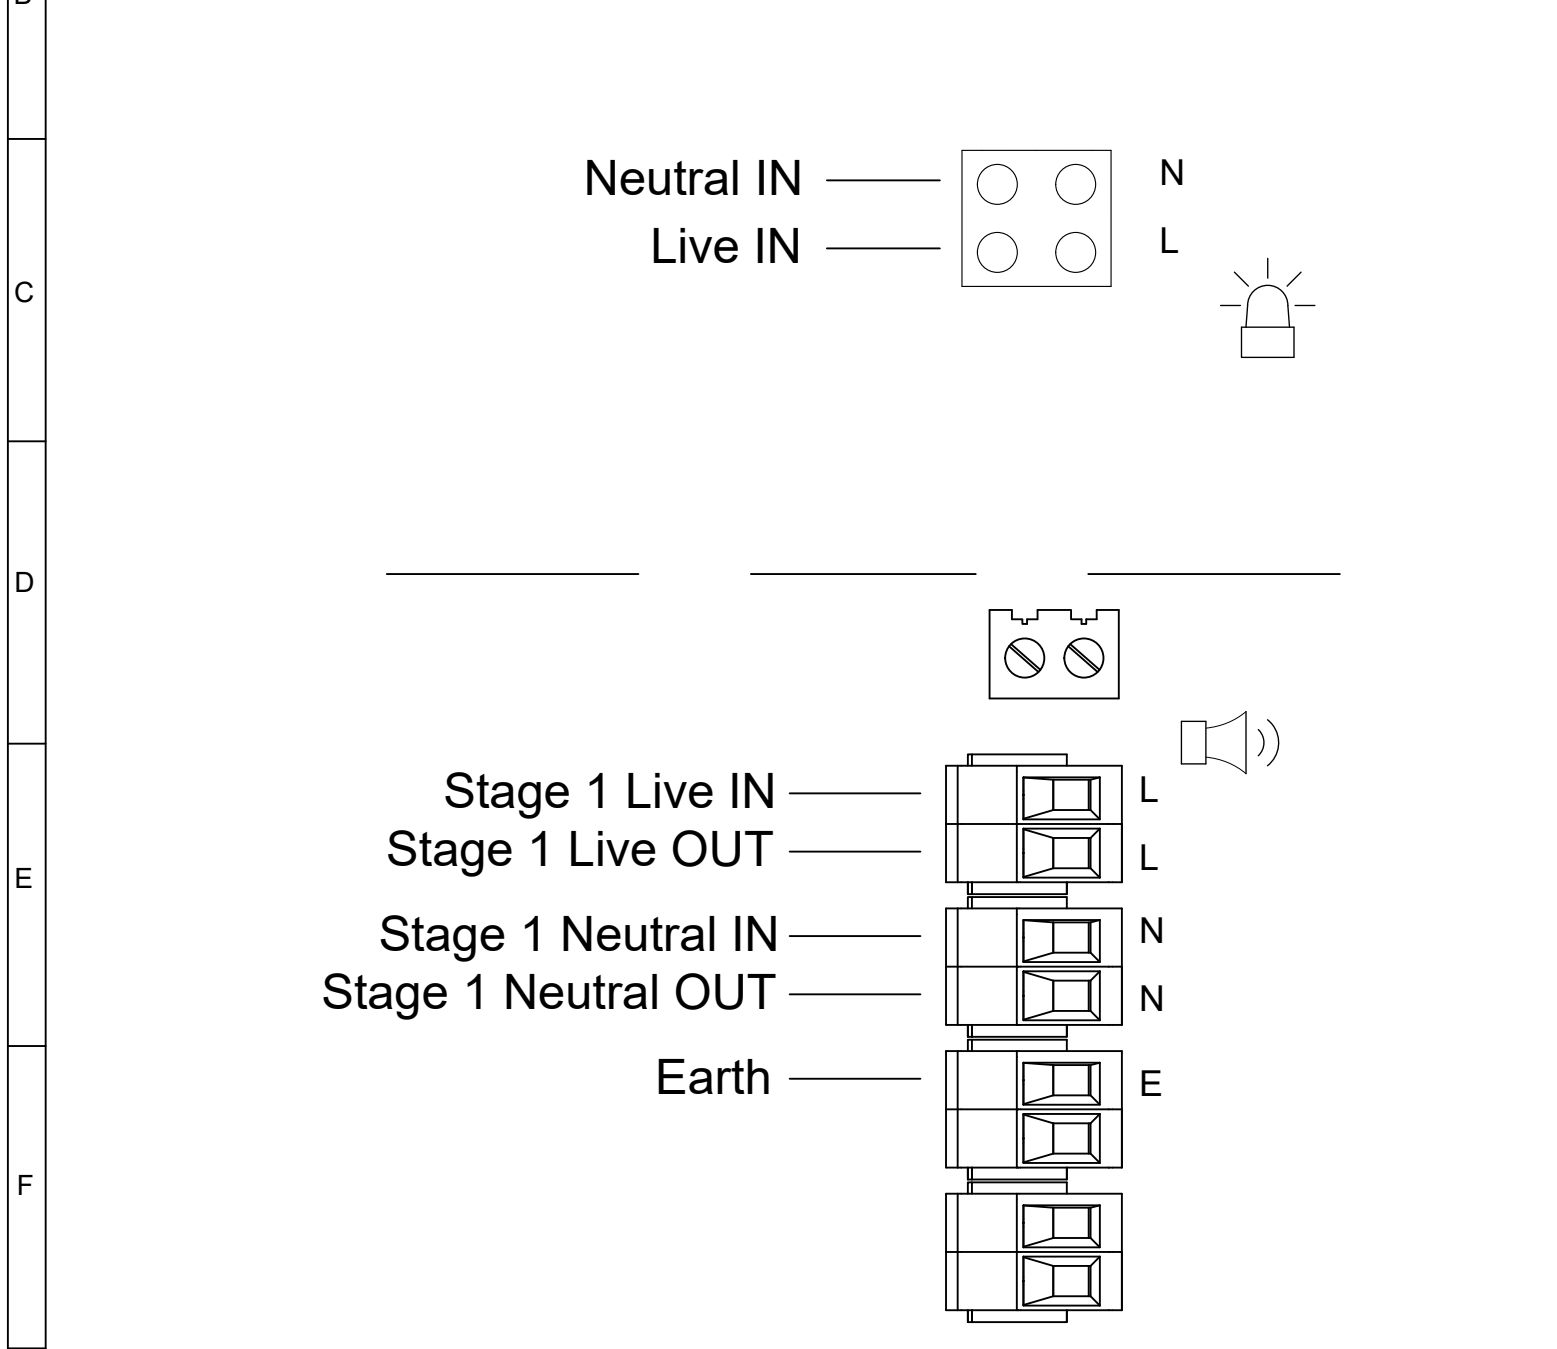 B
Neutral IN N
Live IN L
C
D
Stage 1 Live IN L
Stage 1 Live OUT L
E
Stage 1 Neutral IN N
Stage 1 Neutral OUT N
Earth E
F